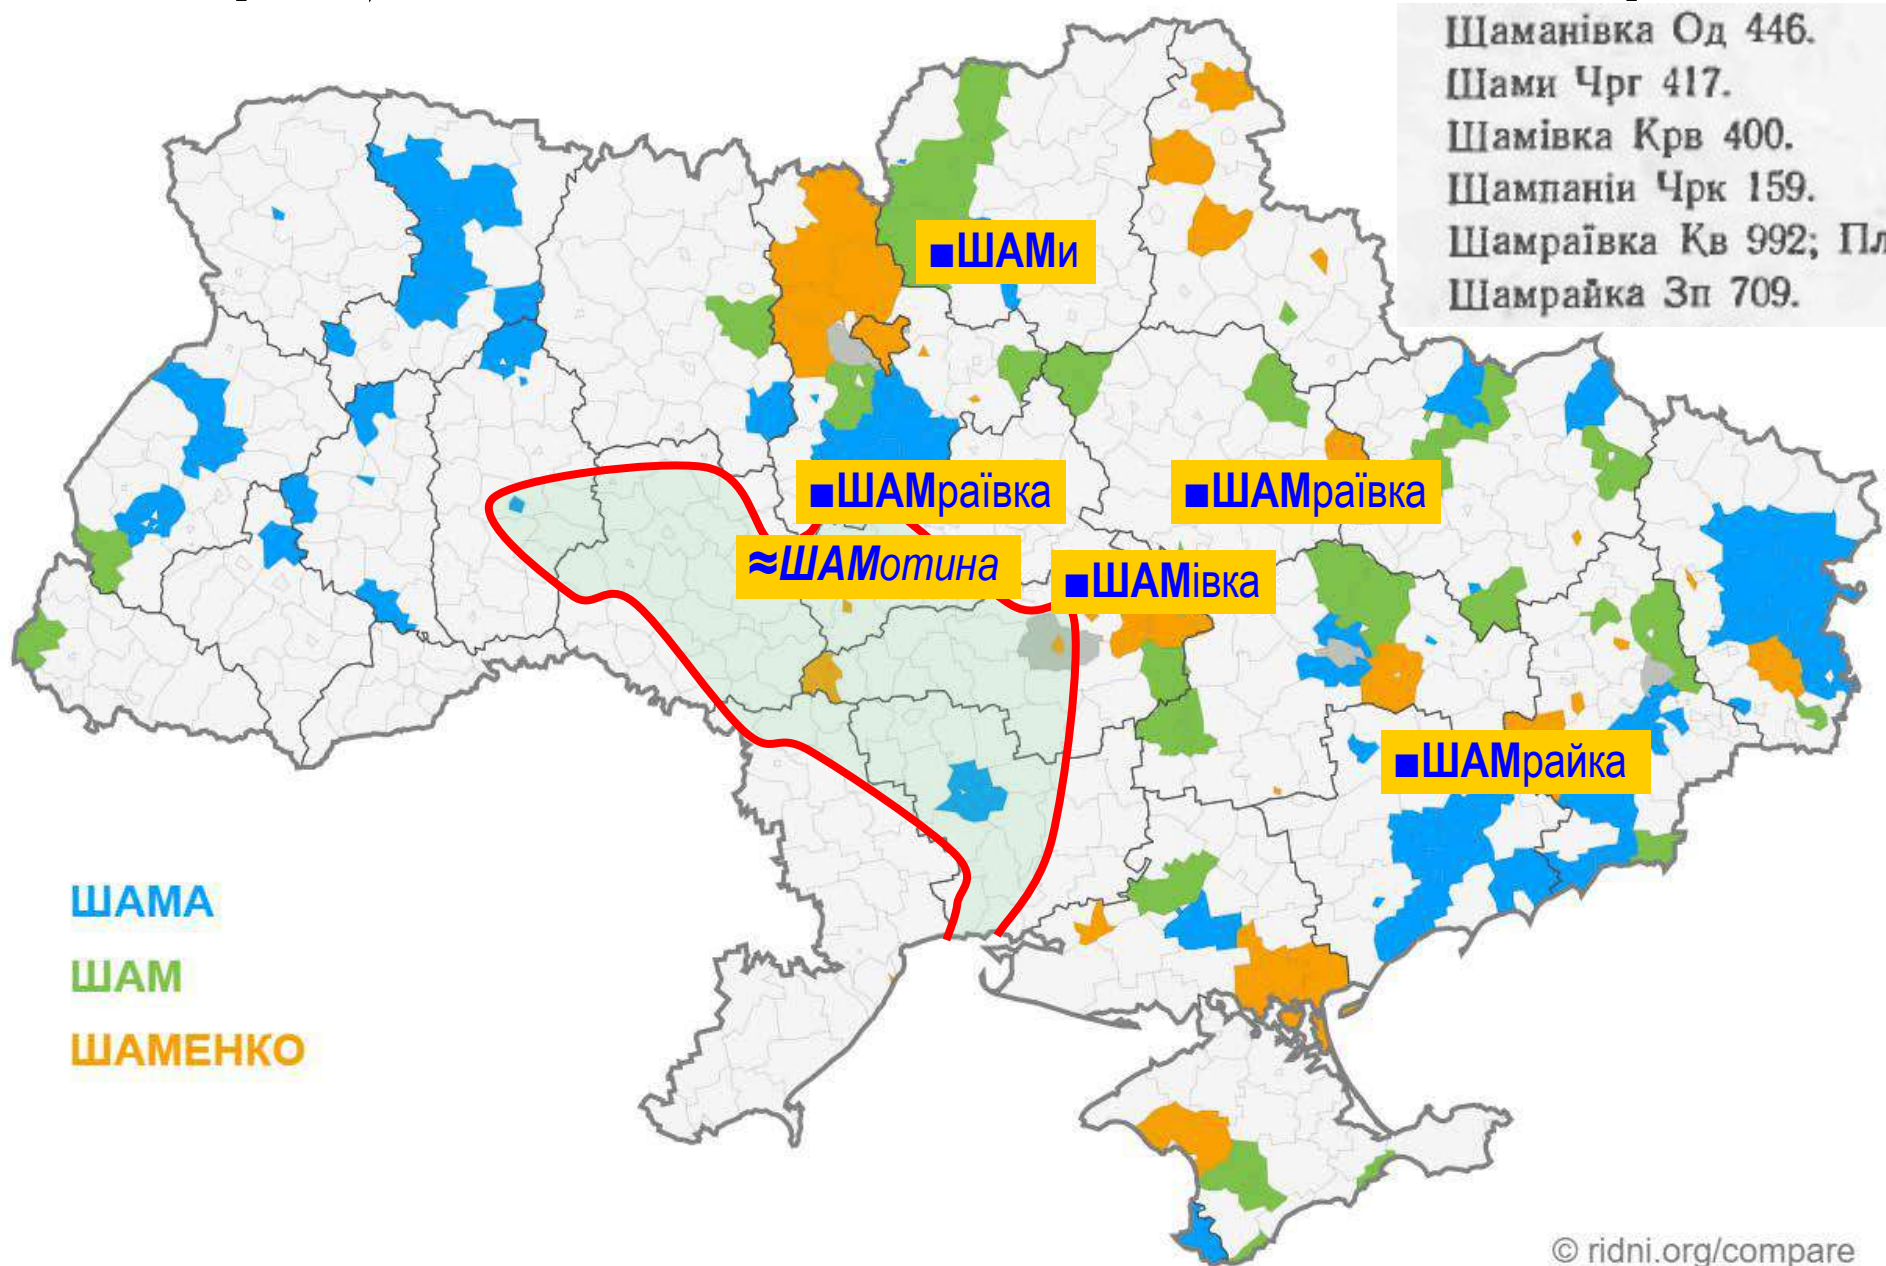 Шаманівка Од 446.
Шами Чрг 417.
Шамівка Крв 400.
Шампаніи Чрк 159.
Шамраївка Кв 992; Пл
Шамрайка Зп 709.
■ШАМи
■ШАМраївка
■ШАМраївка
≈ШАМотина
■ШАМівка
■ШАМрайка
ШАМА
ШАМ
ШАМЕНКО
© ridni.org/compare